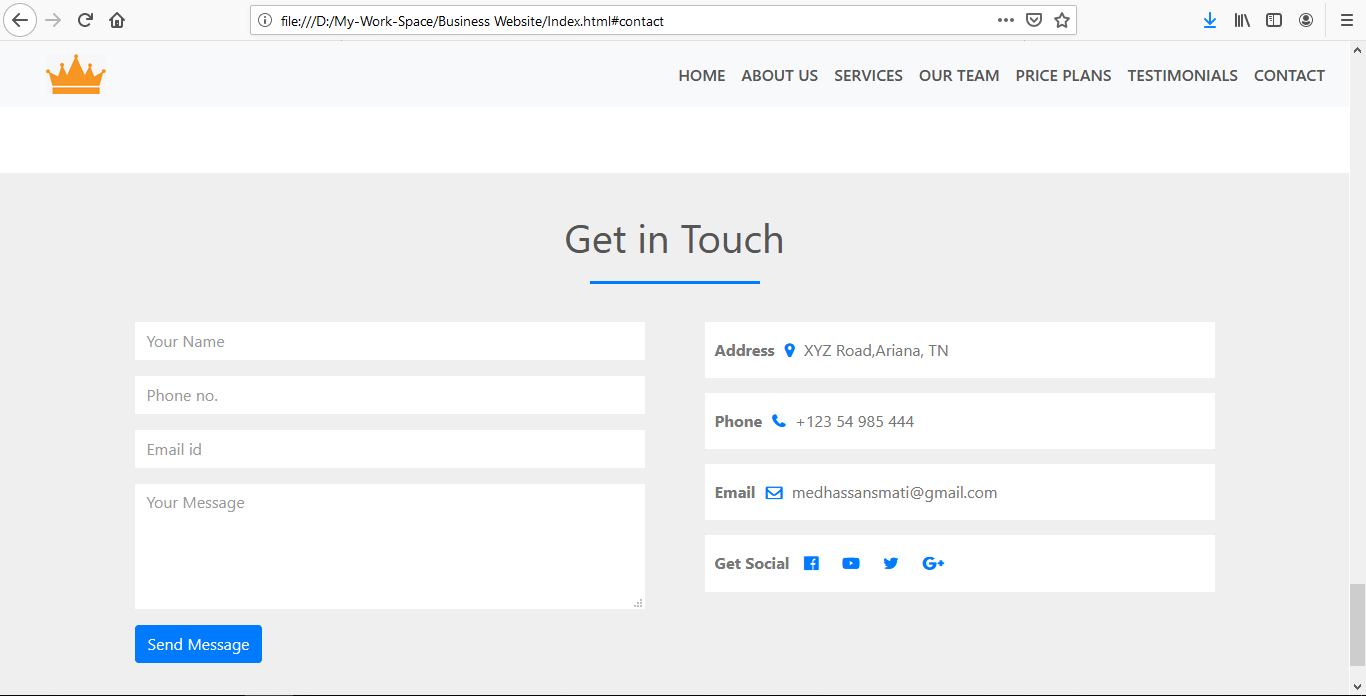 file:///D:/My-Work-Space/Business Website/Index.html#contact
HOME ABOUT US SERVICES OUR TEAM PRICE PLANS TESTIMONIALS CONTACT
Get in Touch
Your Name
Phone no.
Email id
Your Message
Send Message
Address XYZ Road,Ariana, TN
Phone +123 54 985 444
Email medhassansmati@gmail.com
Get Social